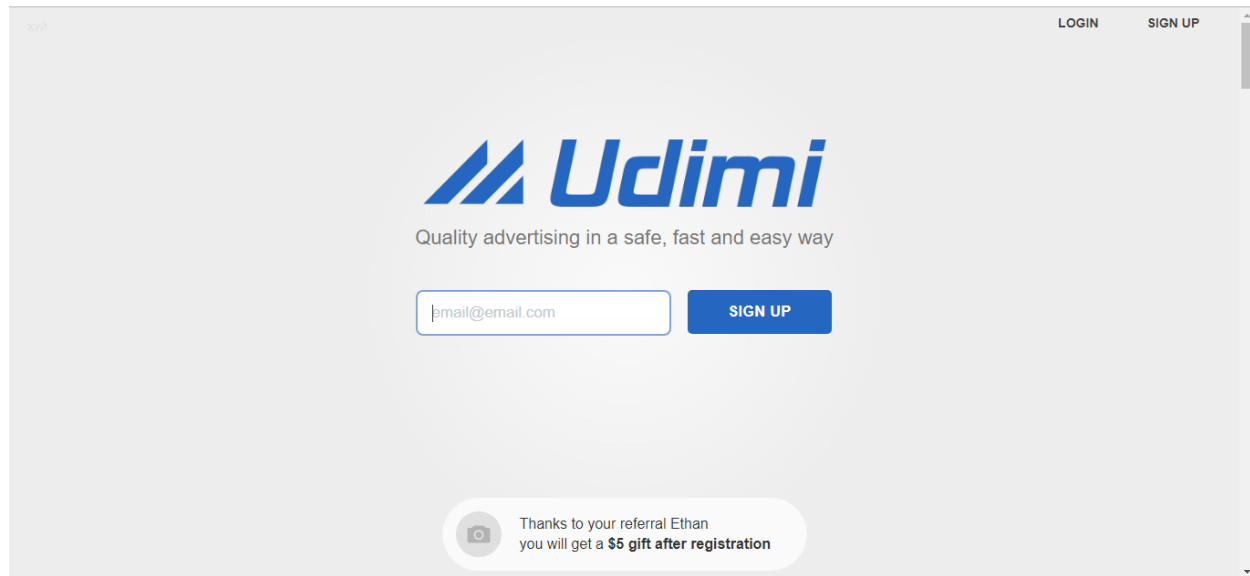 LOGIN SIGN UP
Udimi
Quality advertising in a safe, fast and easy way
email@email.com SIGN UP
Thanks to your referral Ethan
you will get a $5 gift after registration